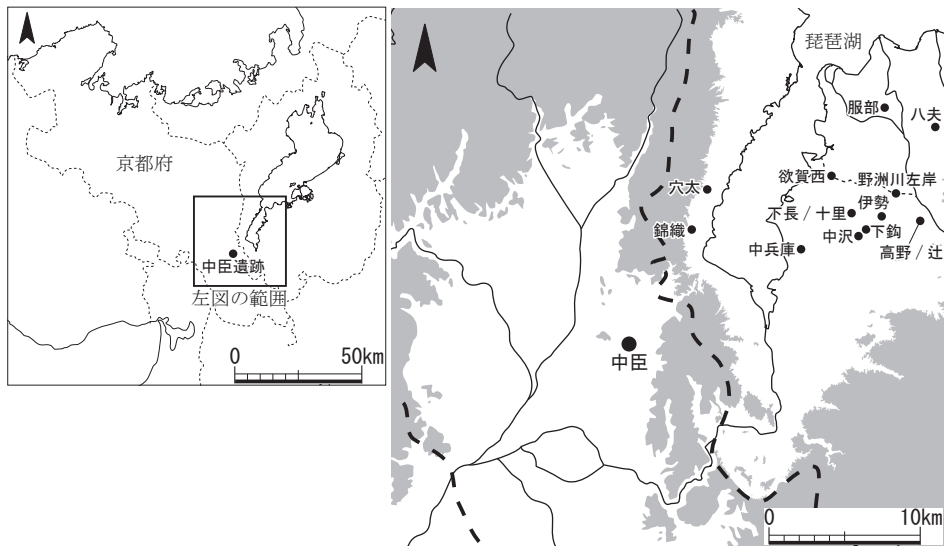 京都府
中臣遺跡
左図の範囲
0 50km
琵琶湖
服部
八夫
欲賀西
野洲川左岸
穴太
伊勢
下長／十里
錦織
下鈎
中沢
中兵庫
高野／辻
中臣
0 10km